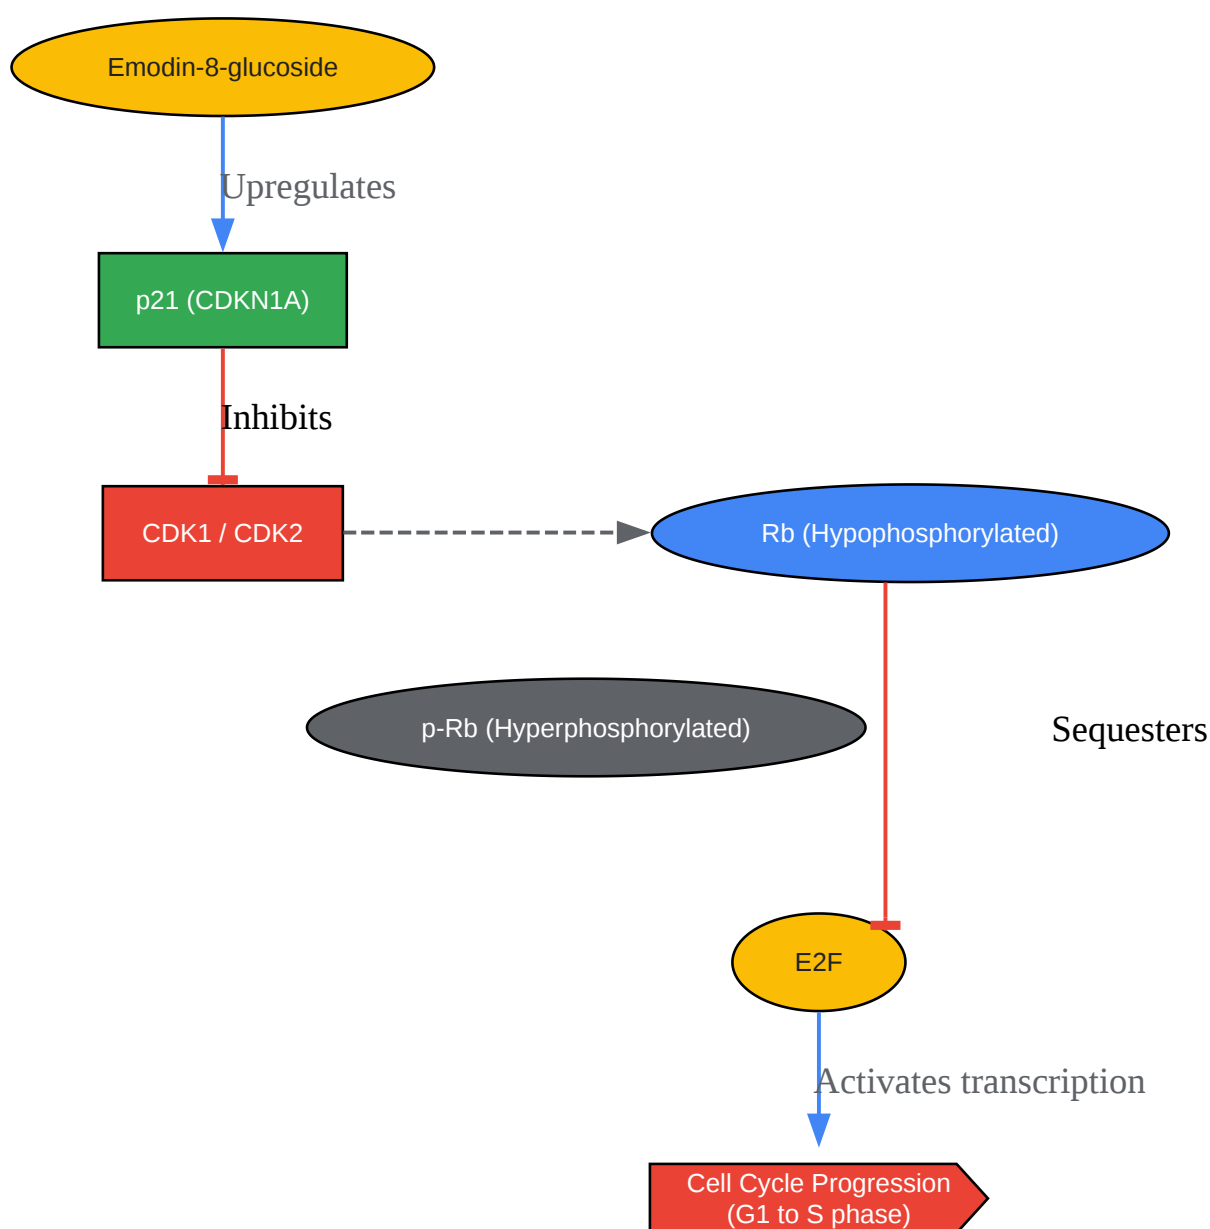 Emodin-8-glucoside
Upregulates
p21 (CDKN1A)
Inhibits
CDK1 / CDK2
Rb (Hypophosphorylated)
p-Rb (Hyperphosphorylated)
Sequesters
E2F
Activates transcription
Cell Cycle Progression
(G1 to S phase)